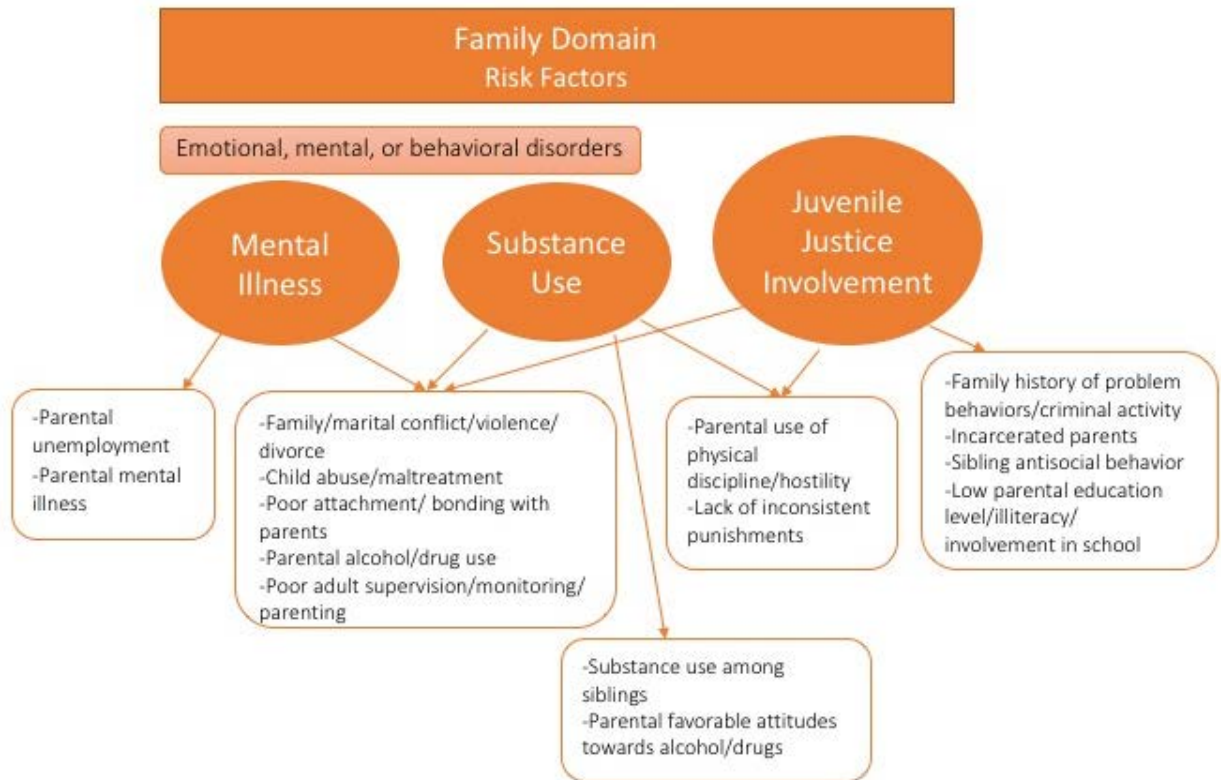 Family Domain
Risk Factors
Emotional, mental, or behavioral disorders
Mental
Illness
Substance
Use
Juvenile
Justice
Involvement
-Parental
unemployment
-Parental mental
illness
-Family/marital conflict/violence/
divorce
-Child abuse/maltreatment
-Poor attachment/ bonding with
parents
-Parental alcohol/drug use
-Poor adult supervision/monitoring/
parenting
-Parental use of
physical
discipline/hostility
-Lack of inconsistent
punishments
-Family history of problem
behaviors/criminal activity
-Incarcerated parents
-Sibling antisocial behavior
-Low parental education
level/illiteracy/
involvement in school
-Substance use among
siblings
-Parental favorable attitudes
towards alcohol/drugs